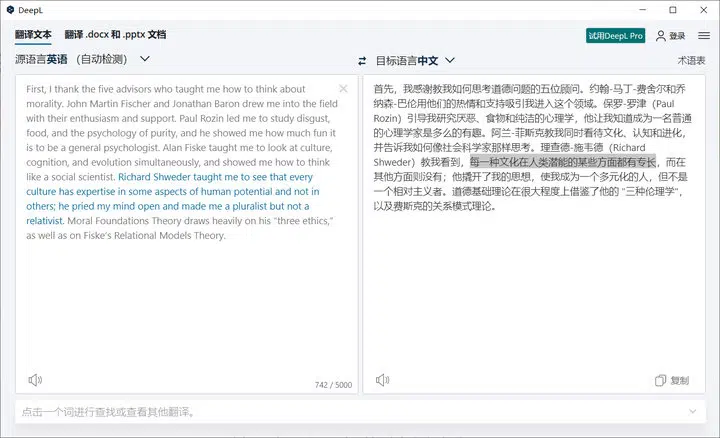 DeepL
翻译文本 翻译 .docx 和 .pptx 文档
试用DeepL Pro
登录
源语言英语 （自动检测）
目标语言中文
术语表
First, I thank the five advisors who taught me how to think about
morality. John Martin Fischer and Jonathan Baron drew me into the field
with their enthusiasm and support. Paul Rozin led me to study disgust,
food, and the psychology of purity, and he showed me how much fun it
is to be a general psychologist. Alan Fiske taught me to look at culture,
cognition, and evolution simultaneously, and showed me how to think
like a social scientist. Richard Shweder taught me to see that every
culture has expertise in some aspects of human potential and not in
others; he pried my mind open and made me a pluralist but not a
relativist. Moral Foundations Theory draws heavily on his “three ethics,”
as well as on Fiske’s Relational Models Theory.
742 / 5000
首先，我感谢教我如何思考道德问题的五位顾问。约翰-马丁-费舍尔和乔
纳森-巴伦用他们的热情和支持吸引我进入这个领域。保罗-罗津（Paul
Rozin）引导我研究厌恶、食物和纯洁的心理学，他让我知道成为一名普通
的心理学家是多么的有趣。阿兰-菲斯克教我同时看待文化、认知和进化，
并告诉我如何像社会科学家那样思考。理查德-施韦德（Richard
Shweder）教我看到，每一种文化在人类潜能的某些方面都有专长，而在
其他方面则没有；他撬开了我的思想，使我成为一个多元化的人，但不是
一个相对主义者。道德基础理论在很大程度上借鉴了他的 "三种伦理学"，
以及费斯克的关系模式理论。
复制
点击一个词进行查找或查看其他翻译。